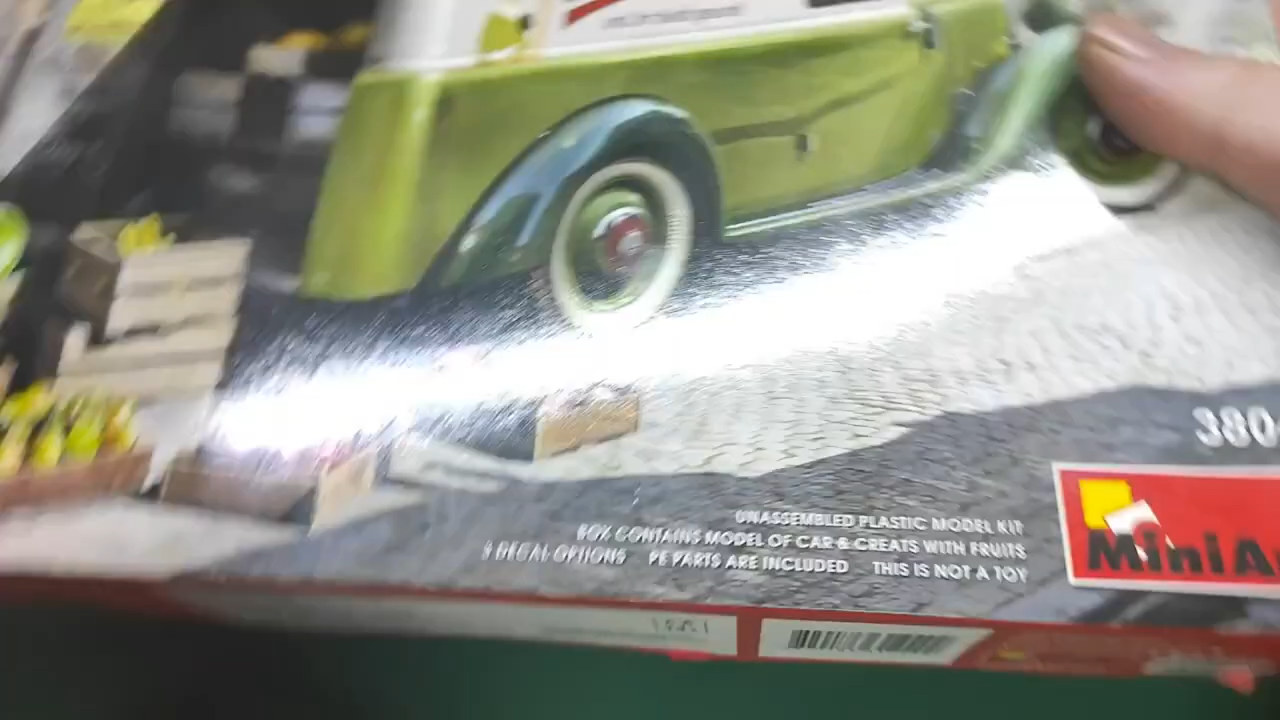 380
UNASSEMBLED PLASTIC MODEL KIT
BOX CONTAINS MODEL OF CAR & CREATS WITH FRUITS
DECAL OPTIONS PE PARTS ARE INCLUDED THIS IS NOT A TOY
MiniA